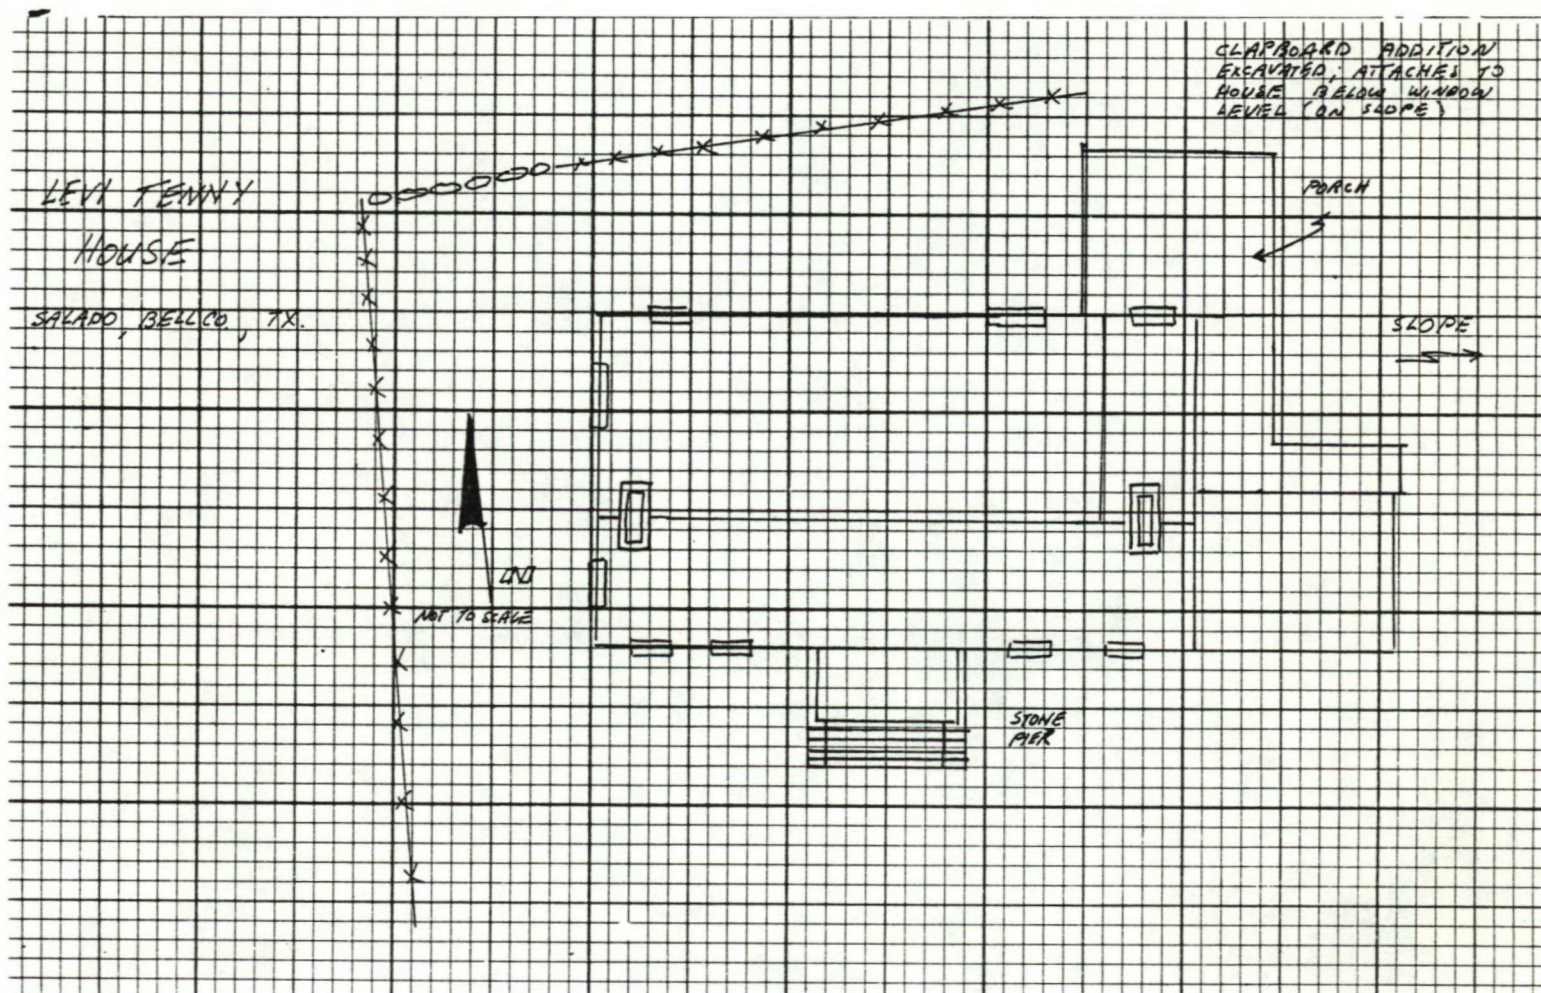 CLAPBOARD ADDITION
EXCAVATED; ATTACHES TO
HOUSE BELOW WINDOW
LEVEL (ON SLOPE)
LEVI TENNY
HOUSE
SALADO, BELL CO., TX.
PORCH
SLOPE
N
NOT TO SCALE
STONE
PIER